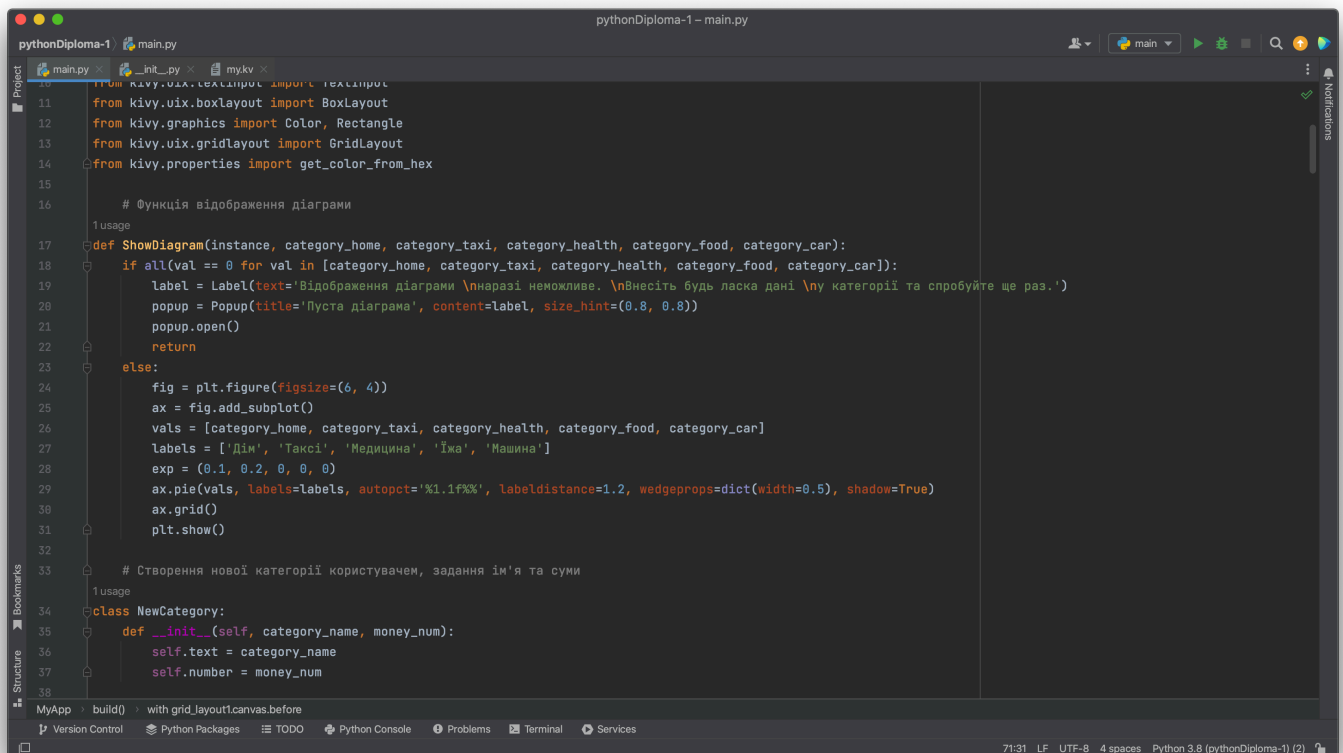 pythonDiploma-1 – main.py
pythonDiploma-1 main.py main
main.py __init__.py my.kv
Project
Notifications
10 from kivy.uix.textinput import TextInput
11 from kivy.uix.boxlayout import BoxLayout
12 from kivy.graphics import Color, Rectangle
13 from kivy.uix.gridlayout import GridLayout
14 from kivy.properties import get_color_from_hex
15
16 # Функція відображення діаграми
1 usage
17 def ShowDiagram(instance, category_home, category_taxi, category_health, category_food, category_car):
18 if all(val == 0 for val in [category_home, category_taxi, category_health, category_food, category_car]):
19 label = Label(text='Відображення діаграми \nнаразі неможливе. \nВнесіть будь ласка дані \nу категорії та спробуйте ще раз.')
20 popup = Popup(title='Пуста діаграма', content=label, size_hint=(0.8, 0.8))
21 popup.open()
22 return
23 else:
24 fig = plt.figure(figsize=(6, 4))
25 ax = fig.add_subplot()
26 vals = [category_home, category_taxi, category_health, category_food, category_car]
27 labels = ['Дім', 'Таксі', 'Медицина', 'Їжа', 'Машина']
28 exp = (0.1, 0.2, 0, 0, 0)
29 ax.pie(vals, labels=labels, autopct='%1.1f%%', labeldistance=1.2, wedgeprops=dict(width=0.5), shadow=True)
30 ax.grid()
31 plt.show()
32
33 # Створення нової категорії користувачем, задання ім'я та суми
1 usage
34 class NewCategory:
35 def __init__(self, category_name, money_num):
36 self.text = category_name
37 self.number = money_num
38
Bookmarks
Structure
MyApp build() with grid_layout1.canvas.before
Version Control Python Packages TODO Python Console Problems Terminal Services
71:31 LF UTF-8 4 spaces Python 3.8 (pythonDiploma-1) (2)